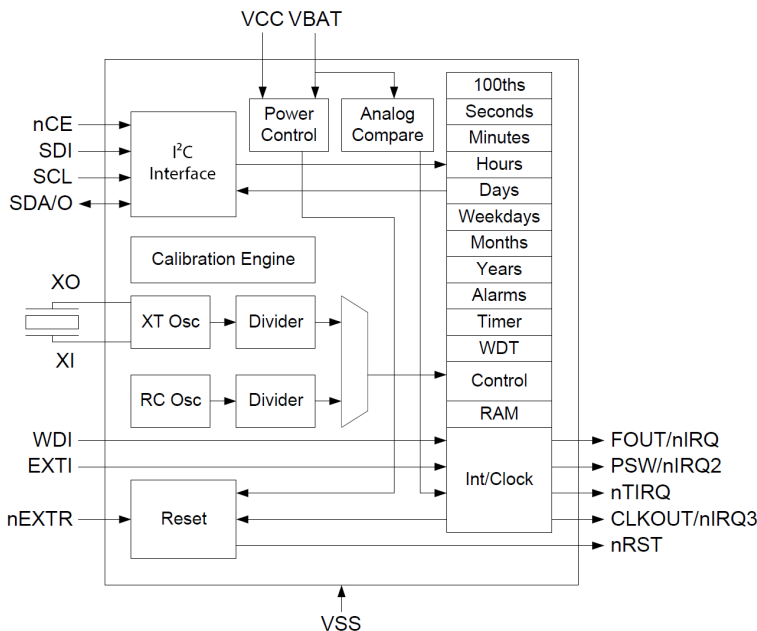 VCC VBAT
nCE
SDI
SCL
SDA/O
I²C
Interface
Power
Control
Analog
Compare
100ths
Seconds
Minutes
Hours
Days
Weekdays
Months
Years
Alarms
Timer
WDT
Control
RAM
Int/Clock
Calibration Engine
XO
XI
XT Osc
Divider
RC Osc
Divider
WDI
EXTI
nEXTR
Reset
FOUT/nIRQ
PSW/nIRQ2
nTIRQ
CLKOUT/nIRQ3
nRST
VSS